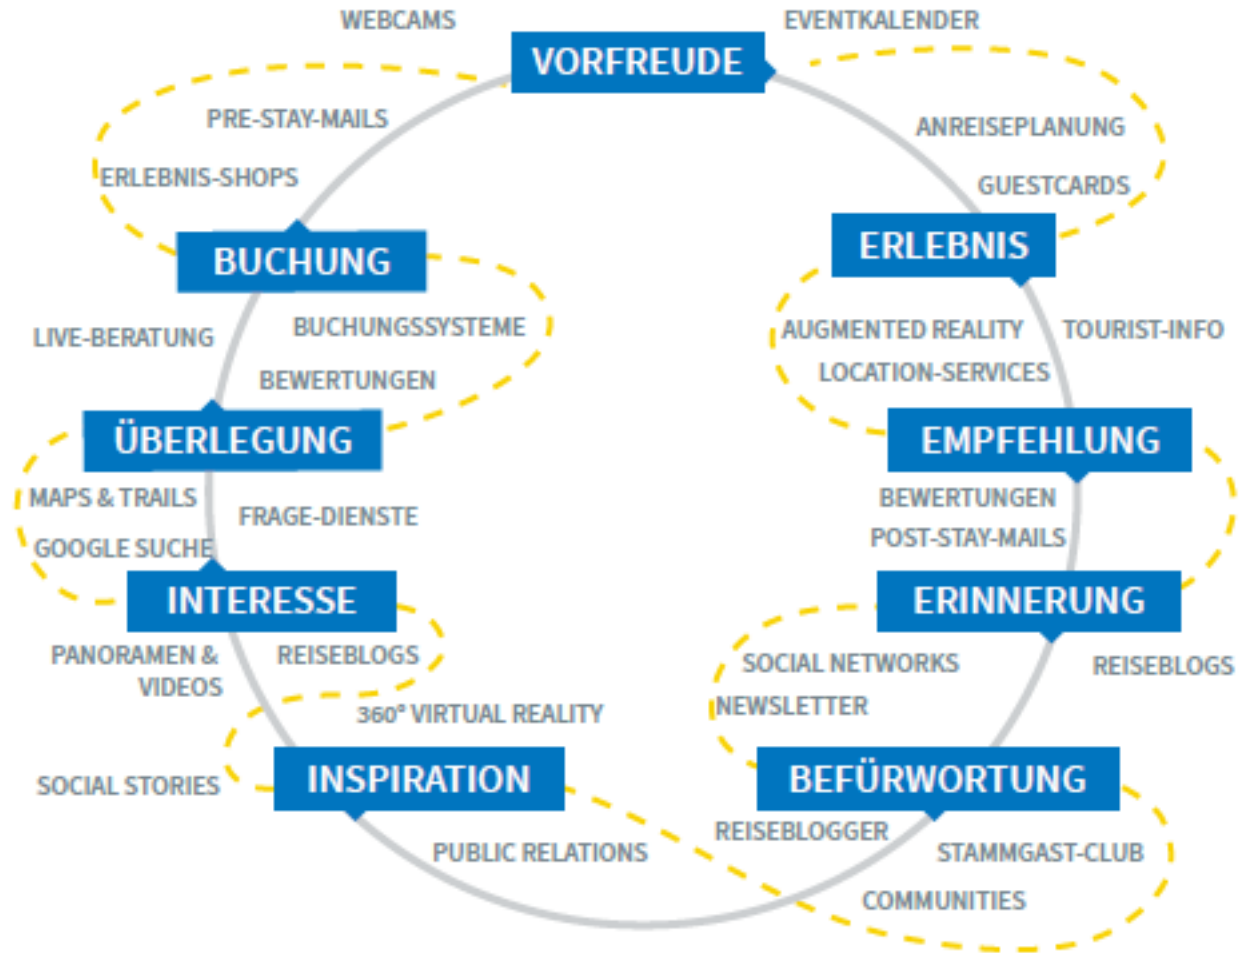 WEBCAMS
EVENTKALENDER
VORFREUDE
PRE-STAY-MAILS
ANREISEPLANUNG
ERLEBNIS-SHOPS
GUESTCARDS
BUCHUNG
ERLEBNIS
LIVE-BERATUNG
BUCHUNGSSYSTEME
AUGMENTED REALITY
TOURIST-INFO
BEWERTUNGEN
LOCATION-SERVICES
ÜBERLEGUNG
EMPFEHLUNG
MAPS & TRAILS
FRAGE-DIENSTE
BEWERTUNGEN
GOOGLE SUCHE
POST-STAY-MAILS
INTERESSE
ERINNERUNG
PANORAMEN &
VIDEOS
REISEBLOGS
SOCIAL NETWORKS
REISEBLOGS
360° VIRTUAL REALITY
NEWSLETTER
SOCIAL STORIES
INSPIRATION
BEFÜRWORTUNG
PUBLIC RELATIONS
REISEBLOGGER
STAMMGAST-CLUB
COMMUNITIES